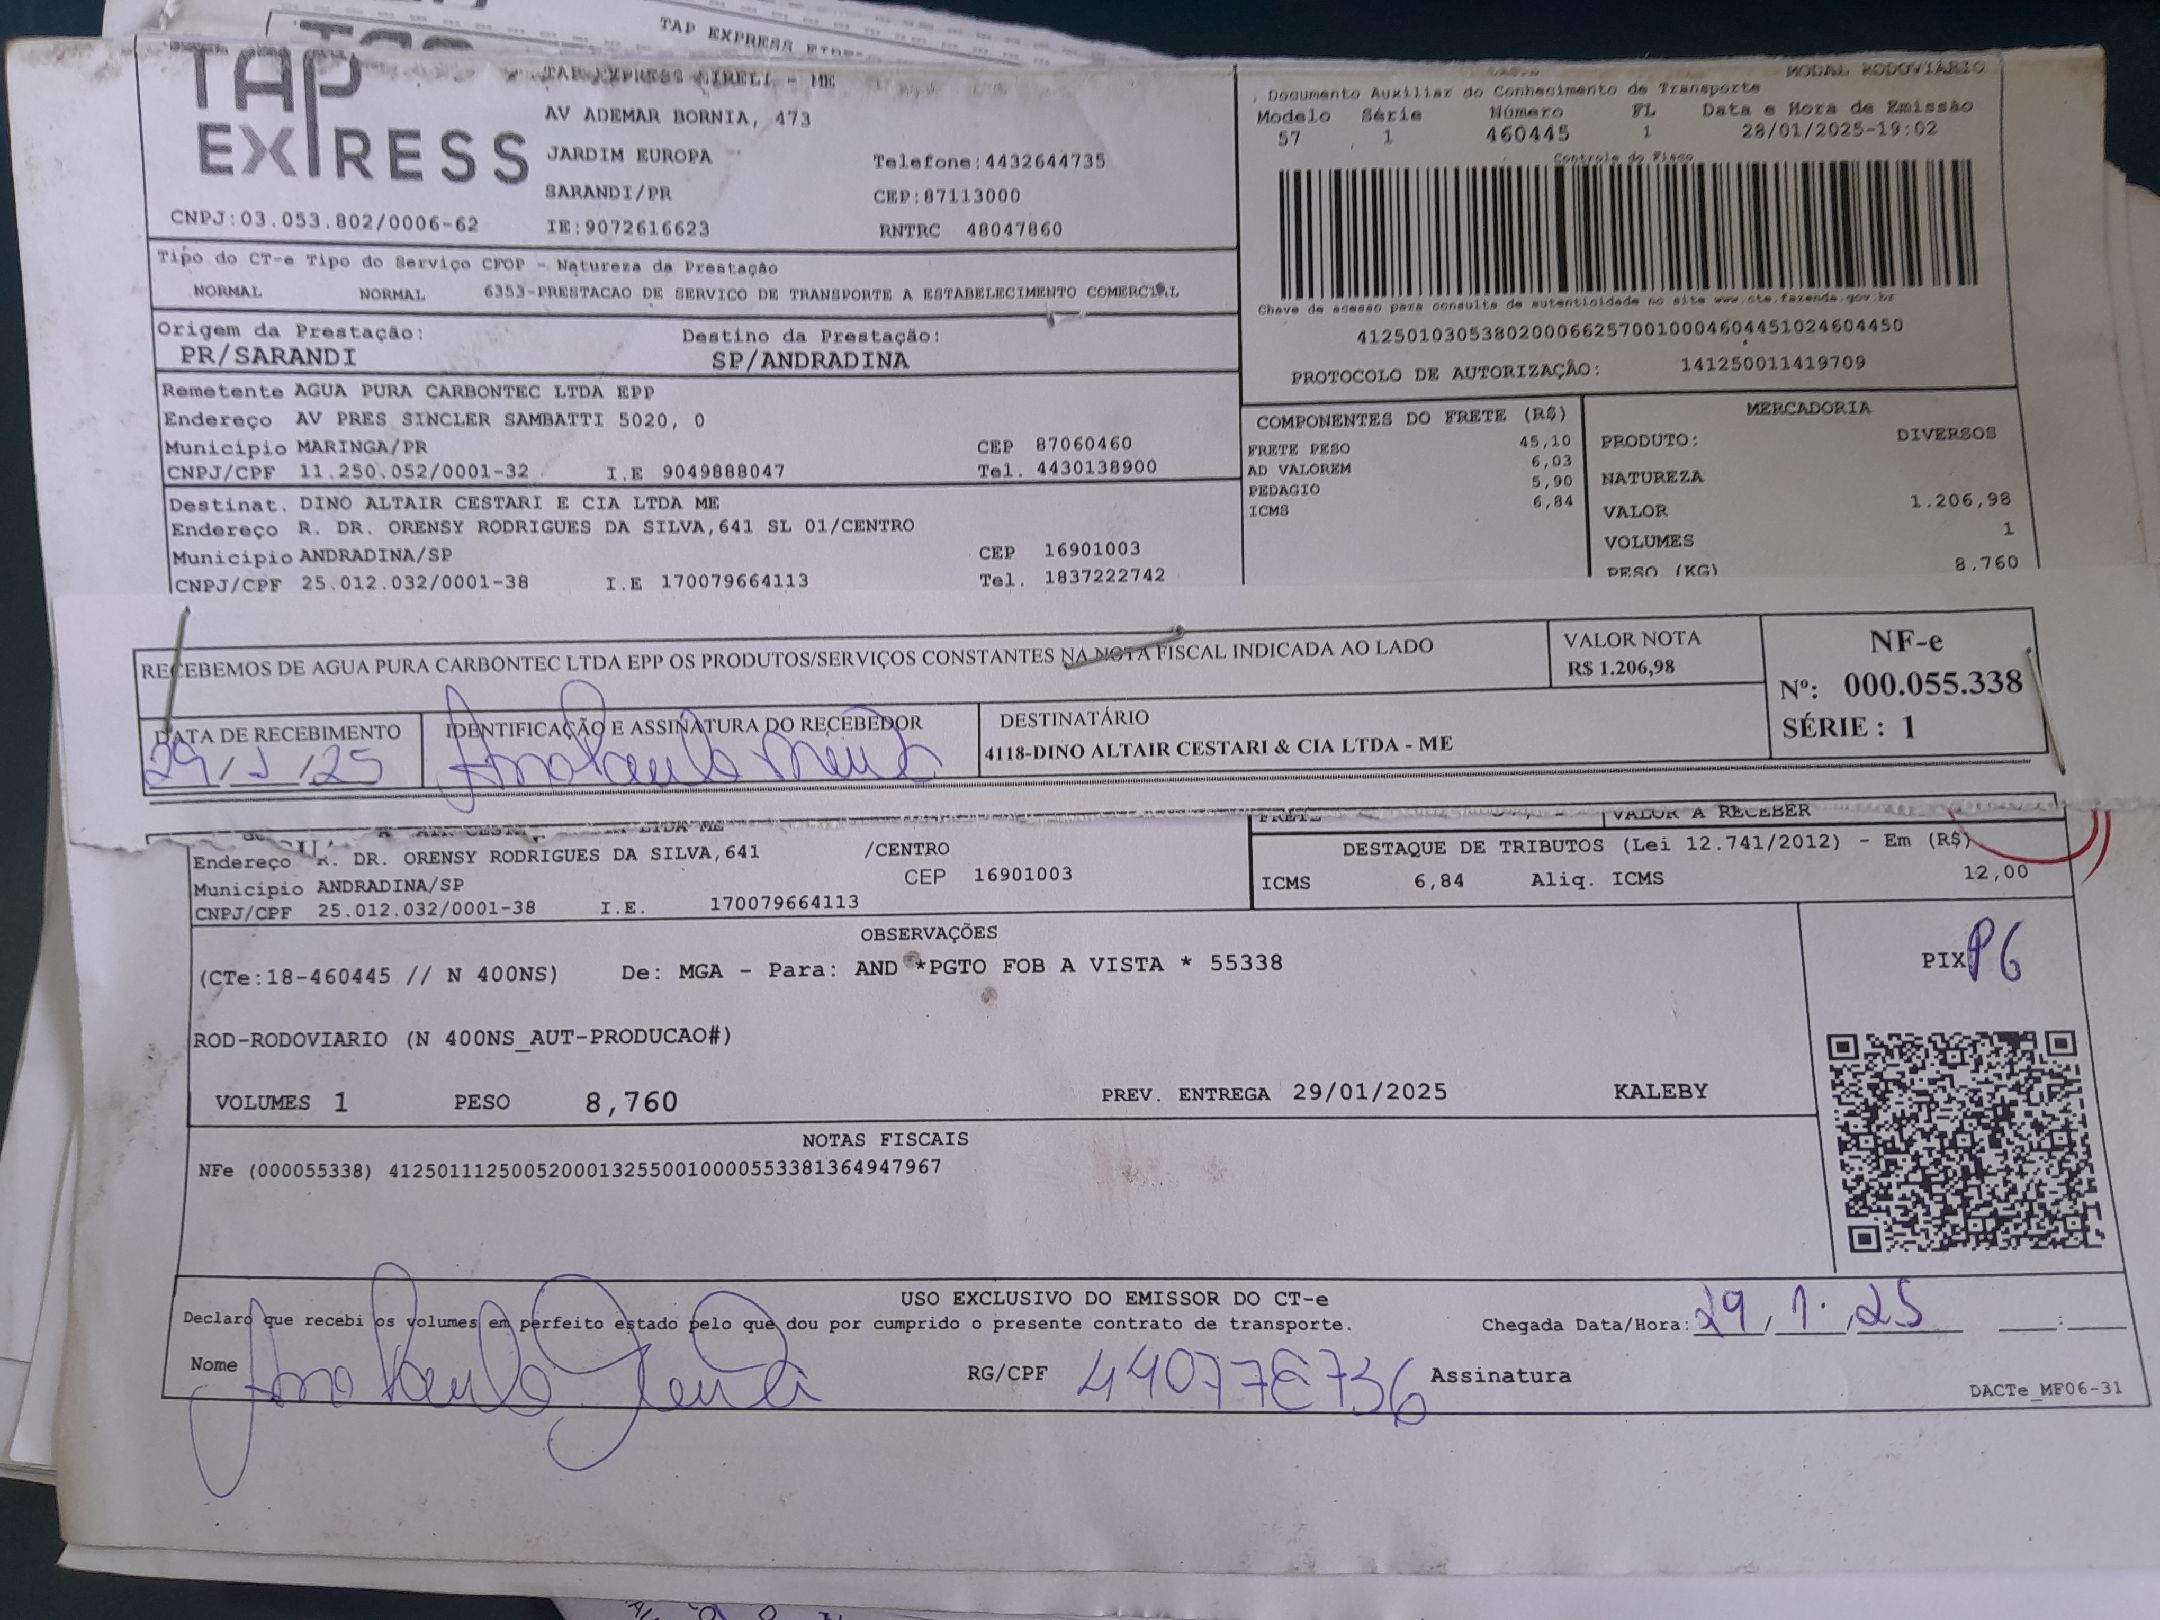 TAP EXPRESS
TAP EXPRESS
TAP EXPRESS EIRELI - ME
AV ADEMAR BORNIA, 473
JARDIM EUROPA Telefone:4432644735
SARANDI/PR CEP:87113000
CNPJ:03.053.802/0006-62 IE:9072616623 RNTRC 48047860
MODAL RODOVIÁRIO
Documento Auxiliar do Conhecimento de Transporte
Modelo Série Número FL Data e Hora de Emissão
57 1 460445 1 28/01/2025-19:02
Controle do Fisco
Chave de acesso para consulta de autenticidade no site www.cte.fazenda.gov.br
41250103053802000662570010004604451024604450
PROTOCOLO DE AUTORIZAÇÃO: 141250011419709
Tipo do CT-e Tipo do Serviço CFOP - Natureza da Prestação
NORMAL NORMAL 6353-PRESTACAO DE SERVICO DE TRANSPORTE A ESTABELECIMENTO COMERCIAL
Origem da Prestação: Destino da Prestação:
PR/SARANDI SP/ANDRADINA
Remetente AGUA PURA CARBONTEC LTDA EPP
Endereço AV PRES SINCLER SAMBATTI 5020, 0
Município MARINGA/PR CEP 87060460
CNPJ/CPF 11.250.052/0001-32 I.E 9049888047 Tel. 4430138900
Destinat. DINO ALTAIR CESTARI E CIA LTDA ME
Endereço R. DR. ORENSY RODRIGUES DA SILVA,641 SL 01/CENTRO
Município ANDRADINA/SP CEP 16901003
CNPJ/CPF 25.012.032/0001-38 I.E 170079664113 Tel. 1837222742
COMPONENTES DO FRETE (R$)
FRETE PESO 45,10
AD VALOREM 6,03
PEDAGIO 5,90
ICMS 6,84
MERCADORIA
PRODUTO: DIVERSOS
NATUREZA
VALOR 1.206,98
VOLUMES 1
PESO (KG) 8,760
RECEBEMOS DE AGUA PURA CARBONTEC LTDA EPP OS PRODUTOS/SERVIÇOS CONSTANTES NA NOTA FISCAL INDICADA AO LADO
VALOR NOTA
R$ 1.206,98
NF-e
Nº: 000.055.338
SÉRIE : 1
DATA DE RECEBIMENTO
29/1/25
IDENTIFICAÇÃO E ASSINATURA DO RECEBEDOR
Ana Paula
DESTINATÁRIO
4118-DINO ALTAIR CESTARI & CIA LTDA - ME
FRETE VALOR A RECEBER
Endereço R. DR. ORENSY RODRIGUES DA SILVA,641 /CENTRO
Município ANDRADINA/SP CEP 16901003
CNPJ/CPF 25.012.032/0001-38 I.E. 170079664113
DESTAQUE DE TRIBUTOS (Lei 12.741/2012) - Em (R$)
ICMS 6,84 Aliq. ICMS 12,00
OBSERVAÇÕES
(CTe:18-460445 // N 400NS) De: MGA - Para: AND *PGTO FOB A VISTA * 55338
ROD-RODOVIARIO (N 400NS_AUT-PRODUCAO#)
VOLUMES 1 PESO 8,760 PREV. ENTREGA 29/01/2025 KALEBY
PIX PG
NOTAS FISCAIS
NFe (000055338) 41250111250052000132550010000553381364947967
USO EXCLUSIVO DO EMISSOR DO CT-e
Declaro que recebi os volumes em perfeito estado pelo que dou por cumprido o presente contrato de transporte.
Chegada Data/Hora: 29/1/25 __:__
Nome Ana Paula RG/CPF Assinatura
DACTe_MF06-31